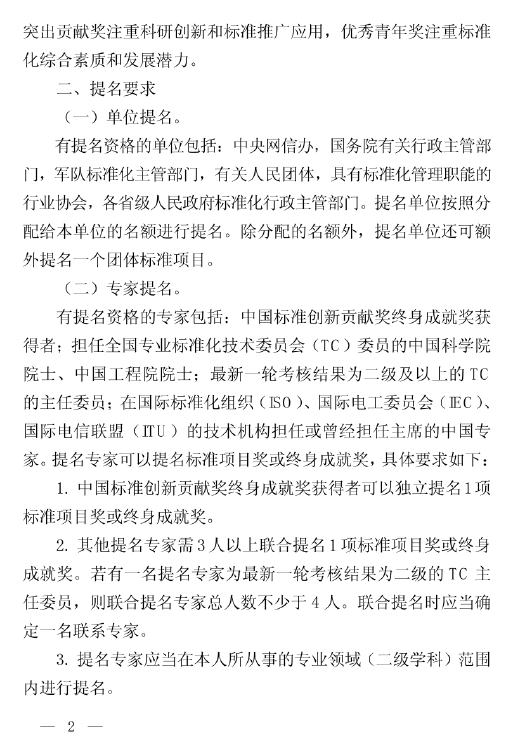 突出贡献奖注重科研创新和标准推广应用，优秀青年奖注重标准
化综合素质和发展潜力。
二、提名要求
（一）单位提名。
有提名资格的单位包括：中央网信办，国务院有关行政主管部
门，军队标准化主管部门，有关人民团体，具有标准化管理职能的
行业协会，各省级人民政府标准化行政主管部门。提名单位按照分
配给本单位的名额进行提名。除分配的名额外，提名单位还可额
外提名一个团体标准项目。
（二）专家提名。
有提名资格的专家包括：中国标准创新贡献奖终身成就奖获
得者；担任全国专业标准化技术委员会（TC）委员的中国科学院
院士、中国工程院院士；最新一轮考核结果为二级及以上的TC
的主任委员；在国际标准化组织（ISO）、国际电工委员会（IEC）、
国际电信联盟（ITU）的技术机构担任或曾经担任主席的中国专
家。提名专家可以提名标准项目奖或终身成就奖，具体要求如下：
1. 中国标准创新贡献奖终身成就奖获得者可以独立提名1项
标准项目奖或终身成就奖。
2. 其他提名专家需3人以上联合提名1项标准项目奖或终身
成就奖。若有一名提名专家为最新一轮考核结果为二级的TC 主
任委员，则联合提名专家总人数不少于4人。联合提名时应当确
定一名联系专家。
3. 提名专家应当在本人所从事的专业领域（二级学科）范围
内进行提名。
— 2 —